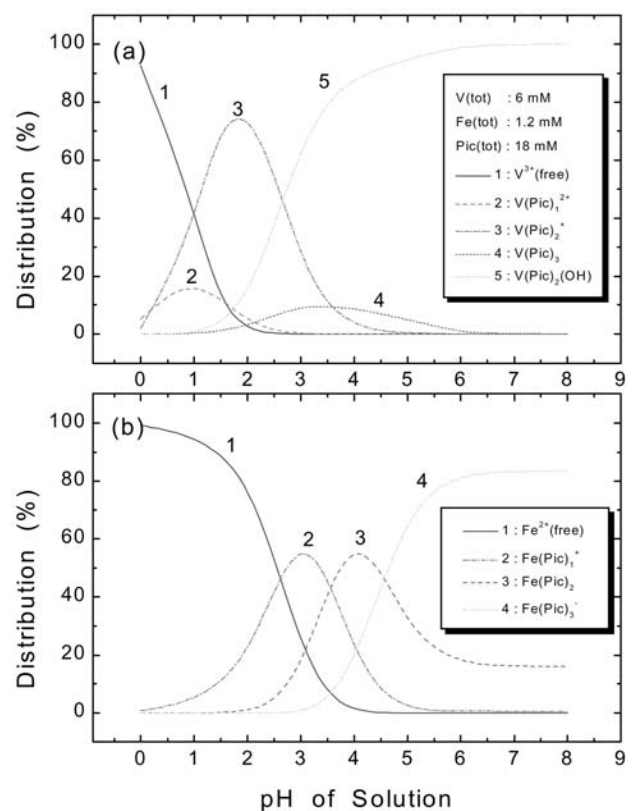 (a)
100
80
60
40
20
0
Distribution (%)
1
2
3
4
5
V(tot) : 6 mM
Fe(tot) : 1.2 mM
Pic(tot) : 18 mM
1 : V³⁺(free)
2 : V(Pic)₁²⁺
3 : V(Pic)₂⁺
4 : V(Pic)₃
5 : V(Pic)₂(OH)
0 1 2 3 4 5 6 7 8 9
(b)
100
80
60
40
20
0
Distribution (%)
1
2
3
4
1 : Fe²⁺(free)
2 : Fe(Pic)₁⁺
3 : Fe(Pic)₂
4 : Fe(Pic)₃⁻
0 1 2 3 4 5 6 7 8 9
pH of Solution